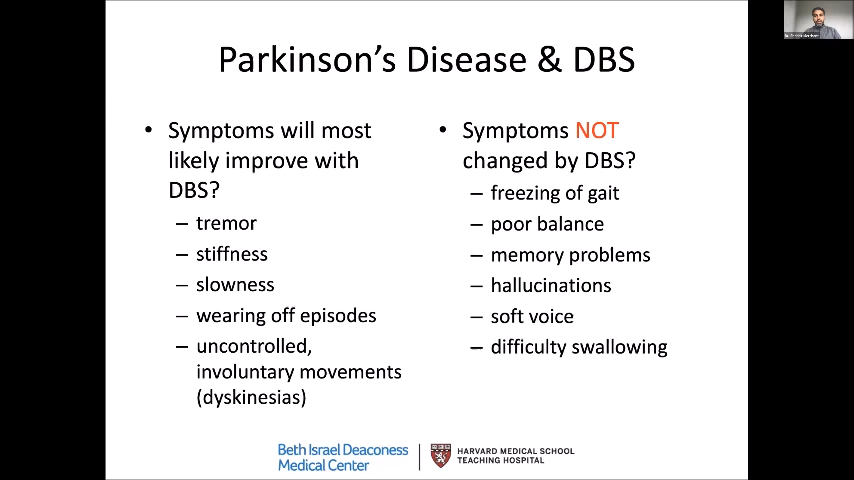 Parkinson's Disease & DBS
• Symptoms will most
likely improve with
DBS?
– tremor
– stiffness
– slowness
– wearing off episodes
– uncontrolled,
involuntary movements
(dyskinesias)
• Symptoms NOT
changed by DBS?
– freezing of gait
– poor balance
– memory problems
– hallucinations
– soft voice
– difficulty swallowing
Beth Israel Deaconess
Medical Center
HARVARD MEDICAL SCHOOL
TEACHING HOSPITAL